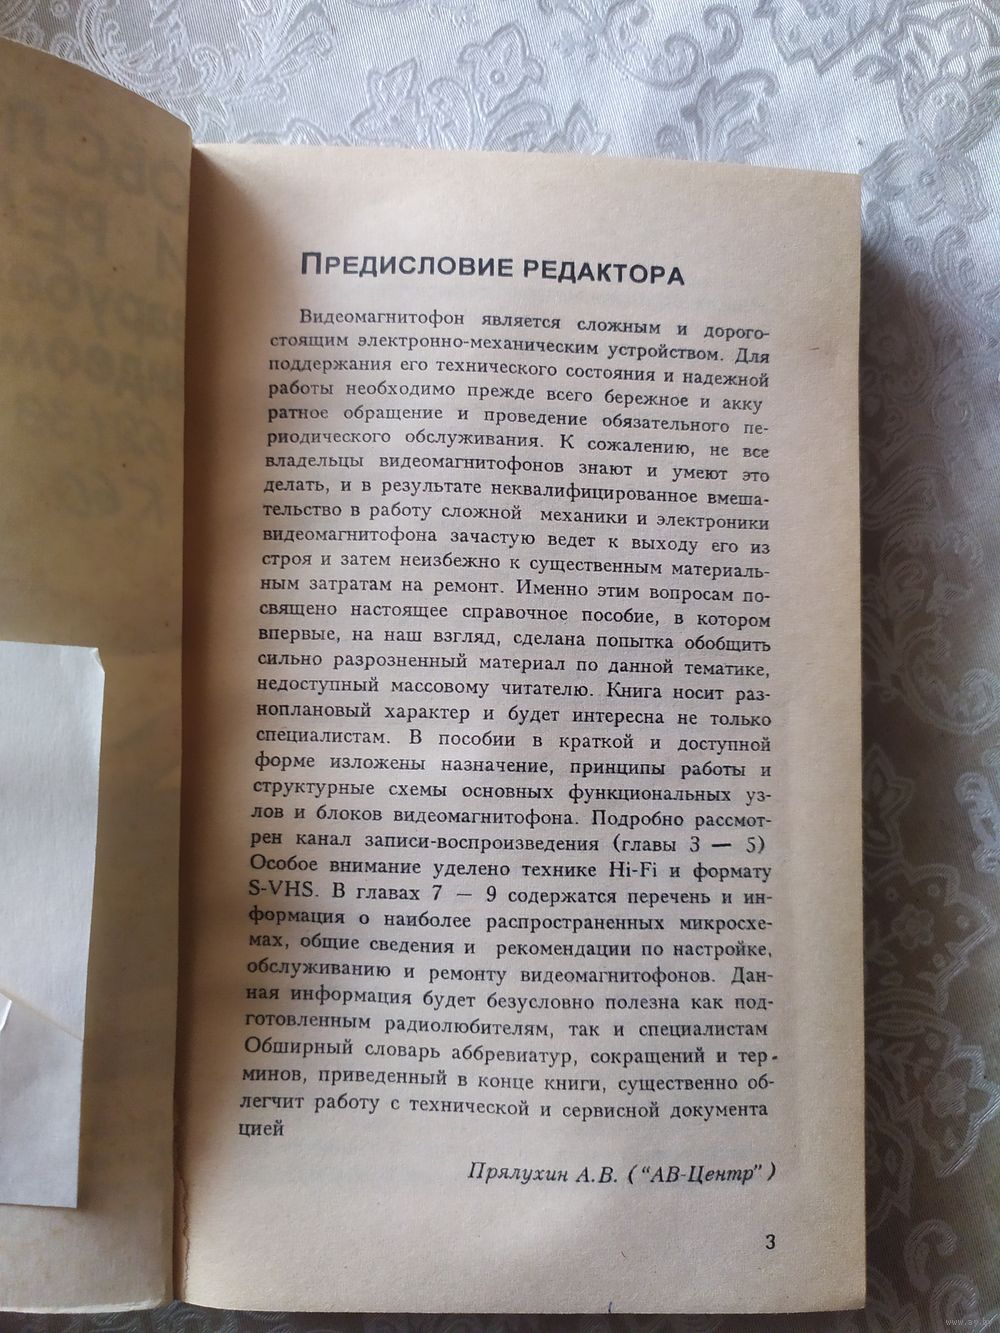 ПРЕДИСЛОВИЕ РЕДАКТОРА
Видеомагнитофон является сложным и дорого-
стоящим электронно-механическим устройством. Для
поддержания его технического состояния и надежной
работы необходимо прежде всего бережное и акку
ратное обращение и проведение обязательного пе-
риодического обслуживания. К сожалению, не все
владельцы видеомагнитофонов знают и умеют это
делать, и в результате неквалифицированное вмеша-
тельство в работу сложной механики и электроники
видеомагнитофона зачастую ведет к выходу его из
строя и затем неизбежно к существенным материаль-
ным затратам на ремонт. Именно этим вопросам по-
священо настоящее справочное пособие, в котором
впервые, на наш взгляд, сделана попытка обобщить
сильно разрозненный материал по данной тематике,
недоступный массовому читателю. Книга носит раз-
ноплановый характер и будет интересна не только
специалистам. В пособии в краткой и доступной
форме изложены назначение, принципы работы и
структурные схемы основных функциональных уз-
лов и блоков видеомагнитофона. Подробно рассмот-
рен канал записи-воспроизведения (главы 3 — 5)
Особое внимание уделено технике Hi-Fi и формату
S-VHS. В главах 7 — 9 содержатся перечень и ин-
формация о наиболее распространенных микросхе-
мах, общие сведения и рекомендации по настройке,
обслуживанию и ремонту видеомагнитофонов. Дан-
ная информация будет безусловно полезна как под-
готовленным радиолюбителям, так и специалистам
Обширный словарь аббревиатур, сокращений и тер-
минов, приведенный в конце книги, существенно об-
легчит работу с технической и сервисной документа
цией
Прялухин А.В. ("АВ-Центр")
3
www.ay.by